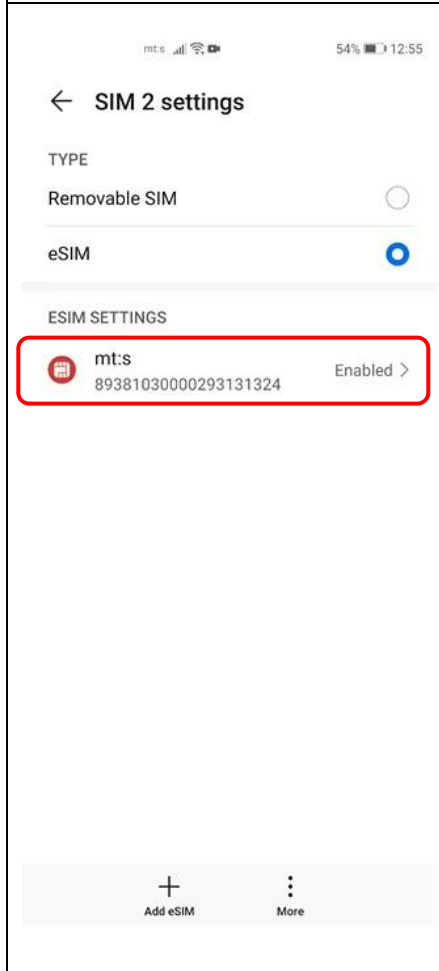 mt:s 54% 12:55
SIM 2 settings
TYPE
Removable SIM
eSIM
ESIM SETTINGS
mt:s
89381030000293131324
Enabled
Add eSIM More